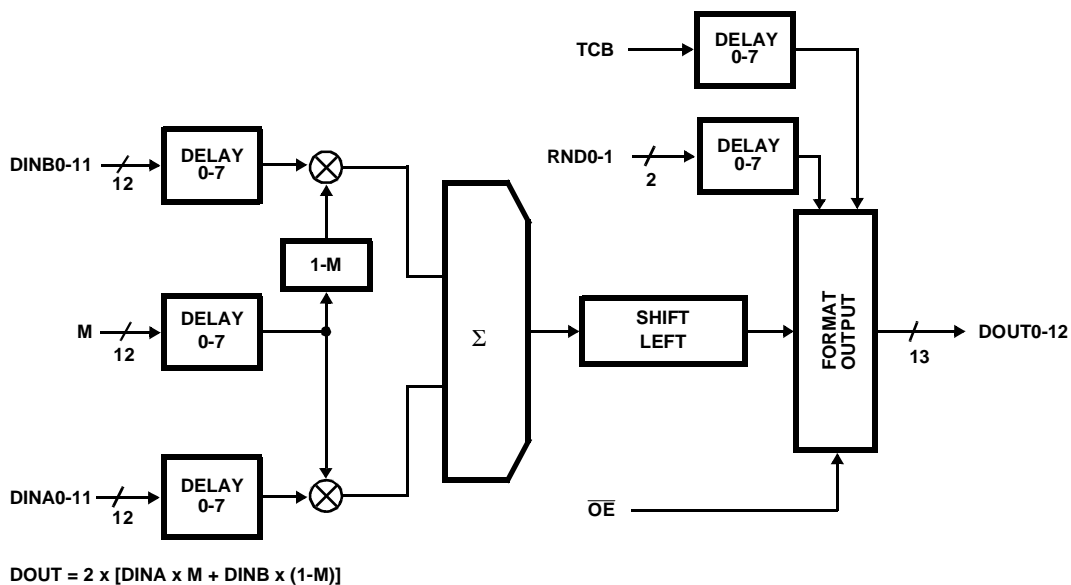 TCB
DELAY
0-7
RND0-1
2
DELAY
0-7
DINB0-11
12
DELAY
0-7
1-M
M
12
DELAY
0-7
Σ
SHIFT
LEFT
FORMAT
OUTPUT
13
DOUT0-12
DINA0-11
12
DELAY
0-7
OE
DOUT = 2 x [DINA x M + DINB x (1-M)]